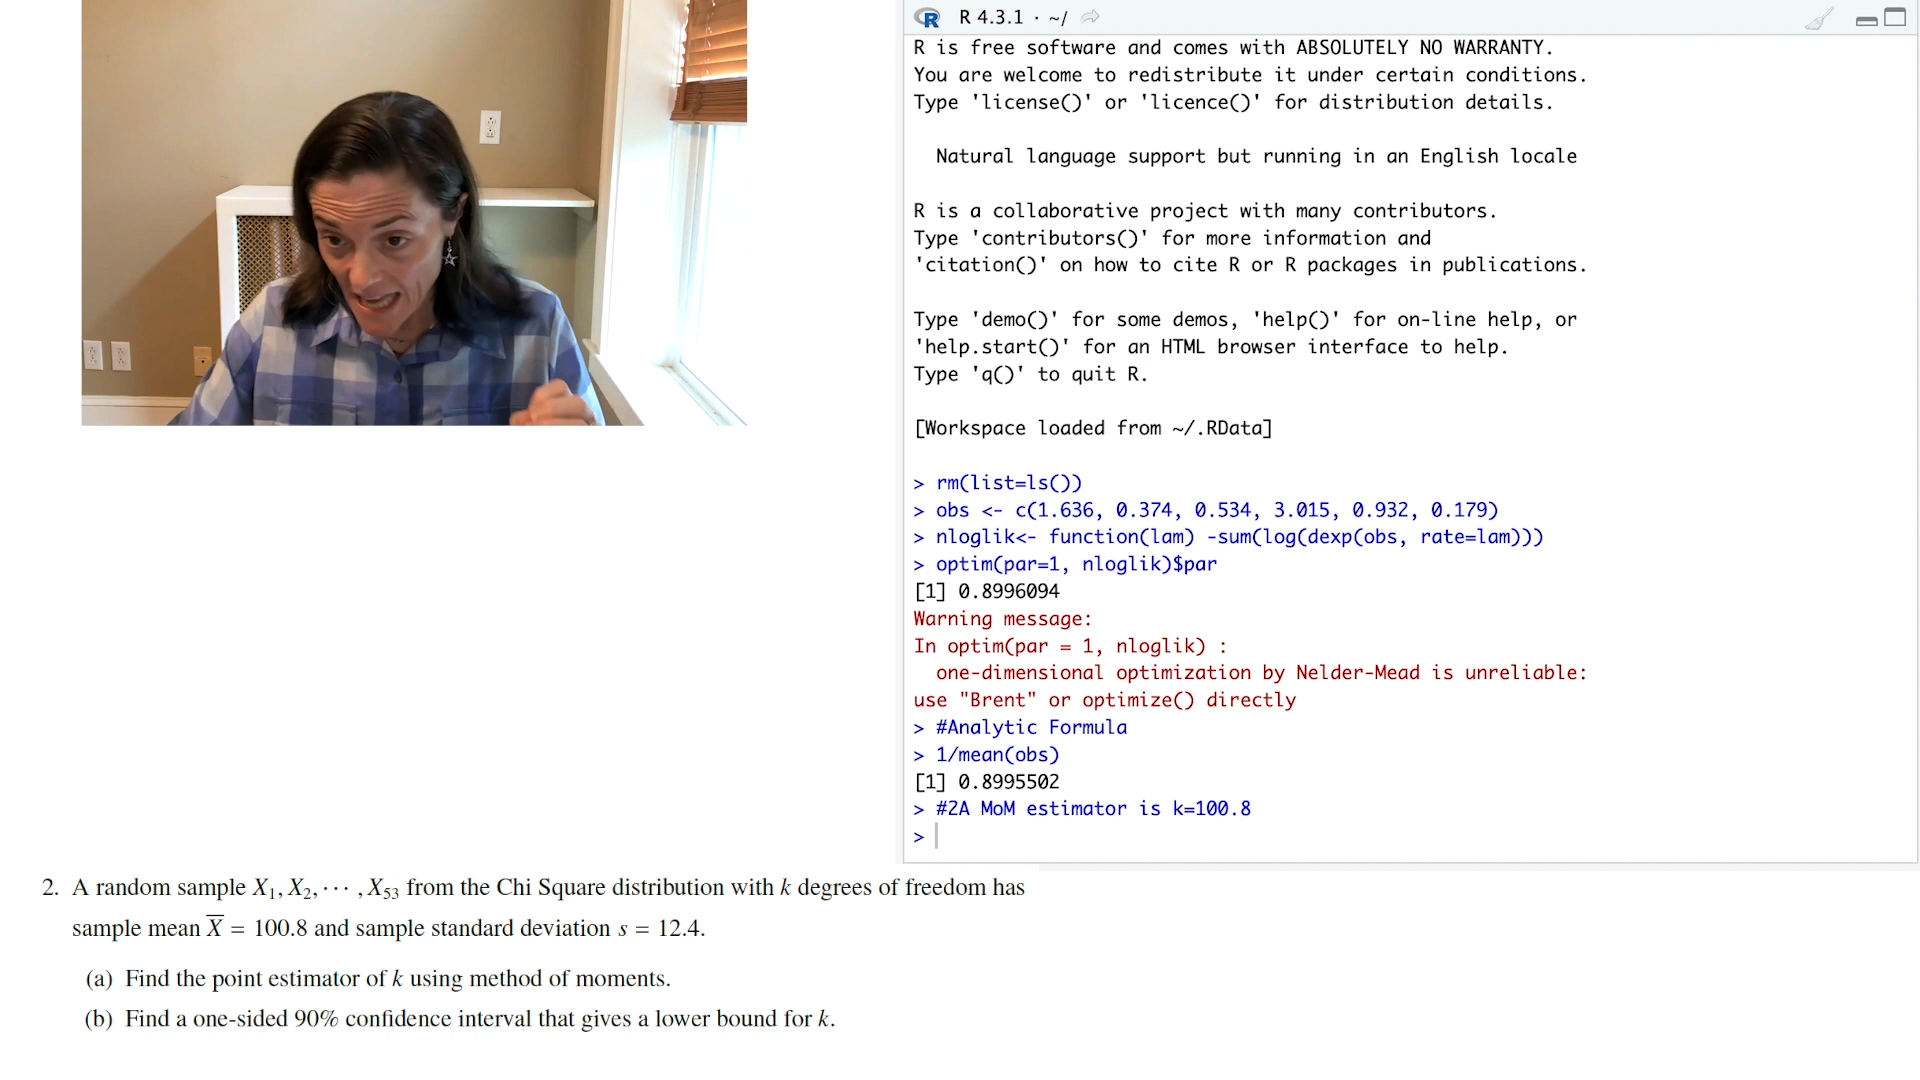 R 4.3.1 · ~/
R is free software and comes with ABSOLUTELY NO WARRANTY.
You are welcome to redistribute it under certain conditions.
Type 'license()' or 'licence()' for distribution details.
Natural language support but running in an English locale
R is a collaborative project with many contributors.
Type 'contributors()' for more information and
'citation()' on how to cite R or R packages in publications.
Type 'demo()' for some demos, 'help()' for on-line help, or
'help.start()' for an HTML browser interface to help.
Type 'q()' to quit R.
[Workspace loaded from ~/.RData]
> rm(list=ls())
> obs <- c(1.636, 0.374, 0.534, 3.015, 0.932, 0.179)
> nloglik<- function(lam) -sum(log(dexp(obs, rate=lam)))
> optim(par=1, nloglik)$par
[1] 0.8996094
Warning message:
In optim(par = 1, nloglik) :
one-dimensional optimization by Nelder-Mead is unreliable:
use "Brent" or optimize() directly
> #Analytic Formula
> 1/mean(obs)
[1] 0.8995502
> #2A MoM estimator is k=100.8
>
2. A random sample X₁, X₂, ⋯ , X₅₃ from the Chi Square distribution with k degrees of freedom has
sample mean X̅ = 100.8 and sample standard deviation s = 12.4.
(a) Find the point estimator of k using method of moments.
(b) Find a one-sided 90% confidence interval that gives a lower bound for k.